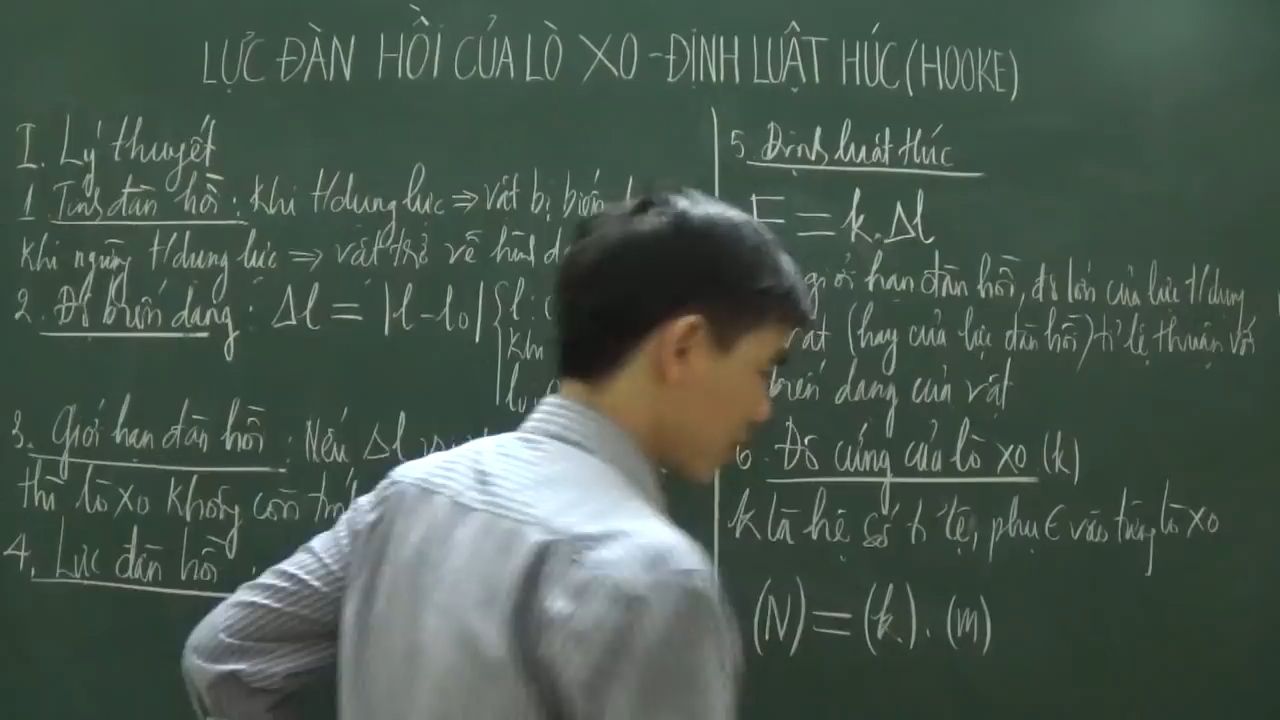 LỰC ĐÀN HỒI CỦA LÒ XO - ĐỊNH LUẬT HÚC (HOOKE)
I. Lý thuyết
1. Tính đàn hồi: Khi t/dụng lực => vật bị biến
khi ngừng t/dụng lực => vật trở về hình d
2. Độ biến dạng: Δl = |l - l₀| { l:
khi
3. Giới hạn đàn hồi: Nếu Δl
thì lò xo không còn tính
4. Lực đàn hồi
5. Định luật Húc
F = k.Δl
giới hạn đàn hồi, độ lớn của lực t/dụng
vật (hay của lực đàn hồi) tỉ lệ thuận với
biến dạng của vật
6. Độ cứng của lò xo (k)
k là hệ số tỉ lệ, phụ ∈ vào từng lò xo
(N) = (k). (m)